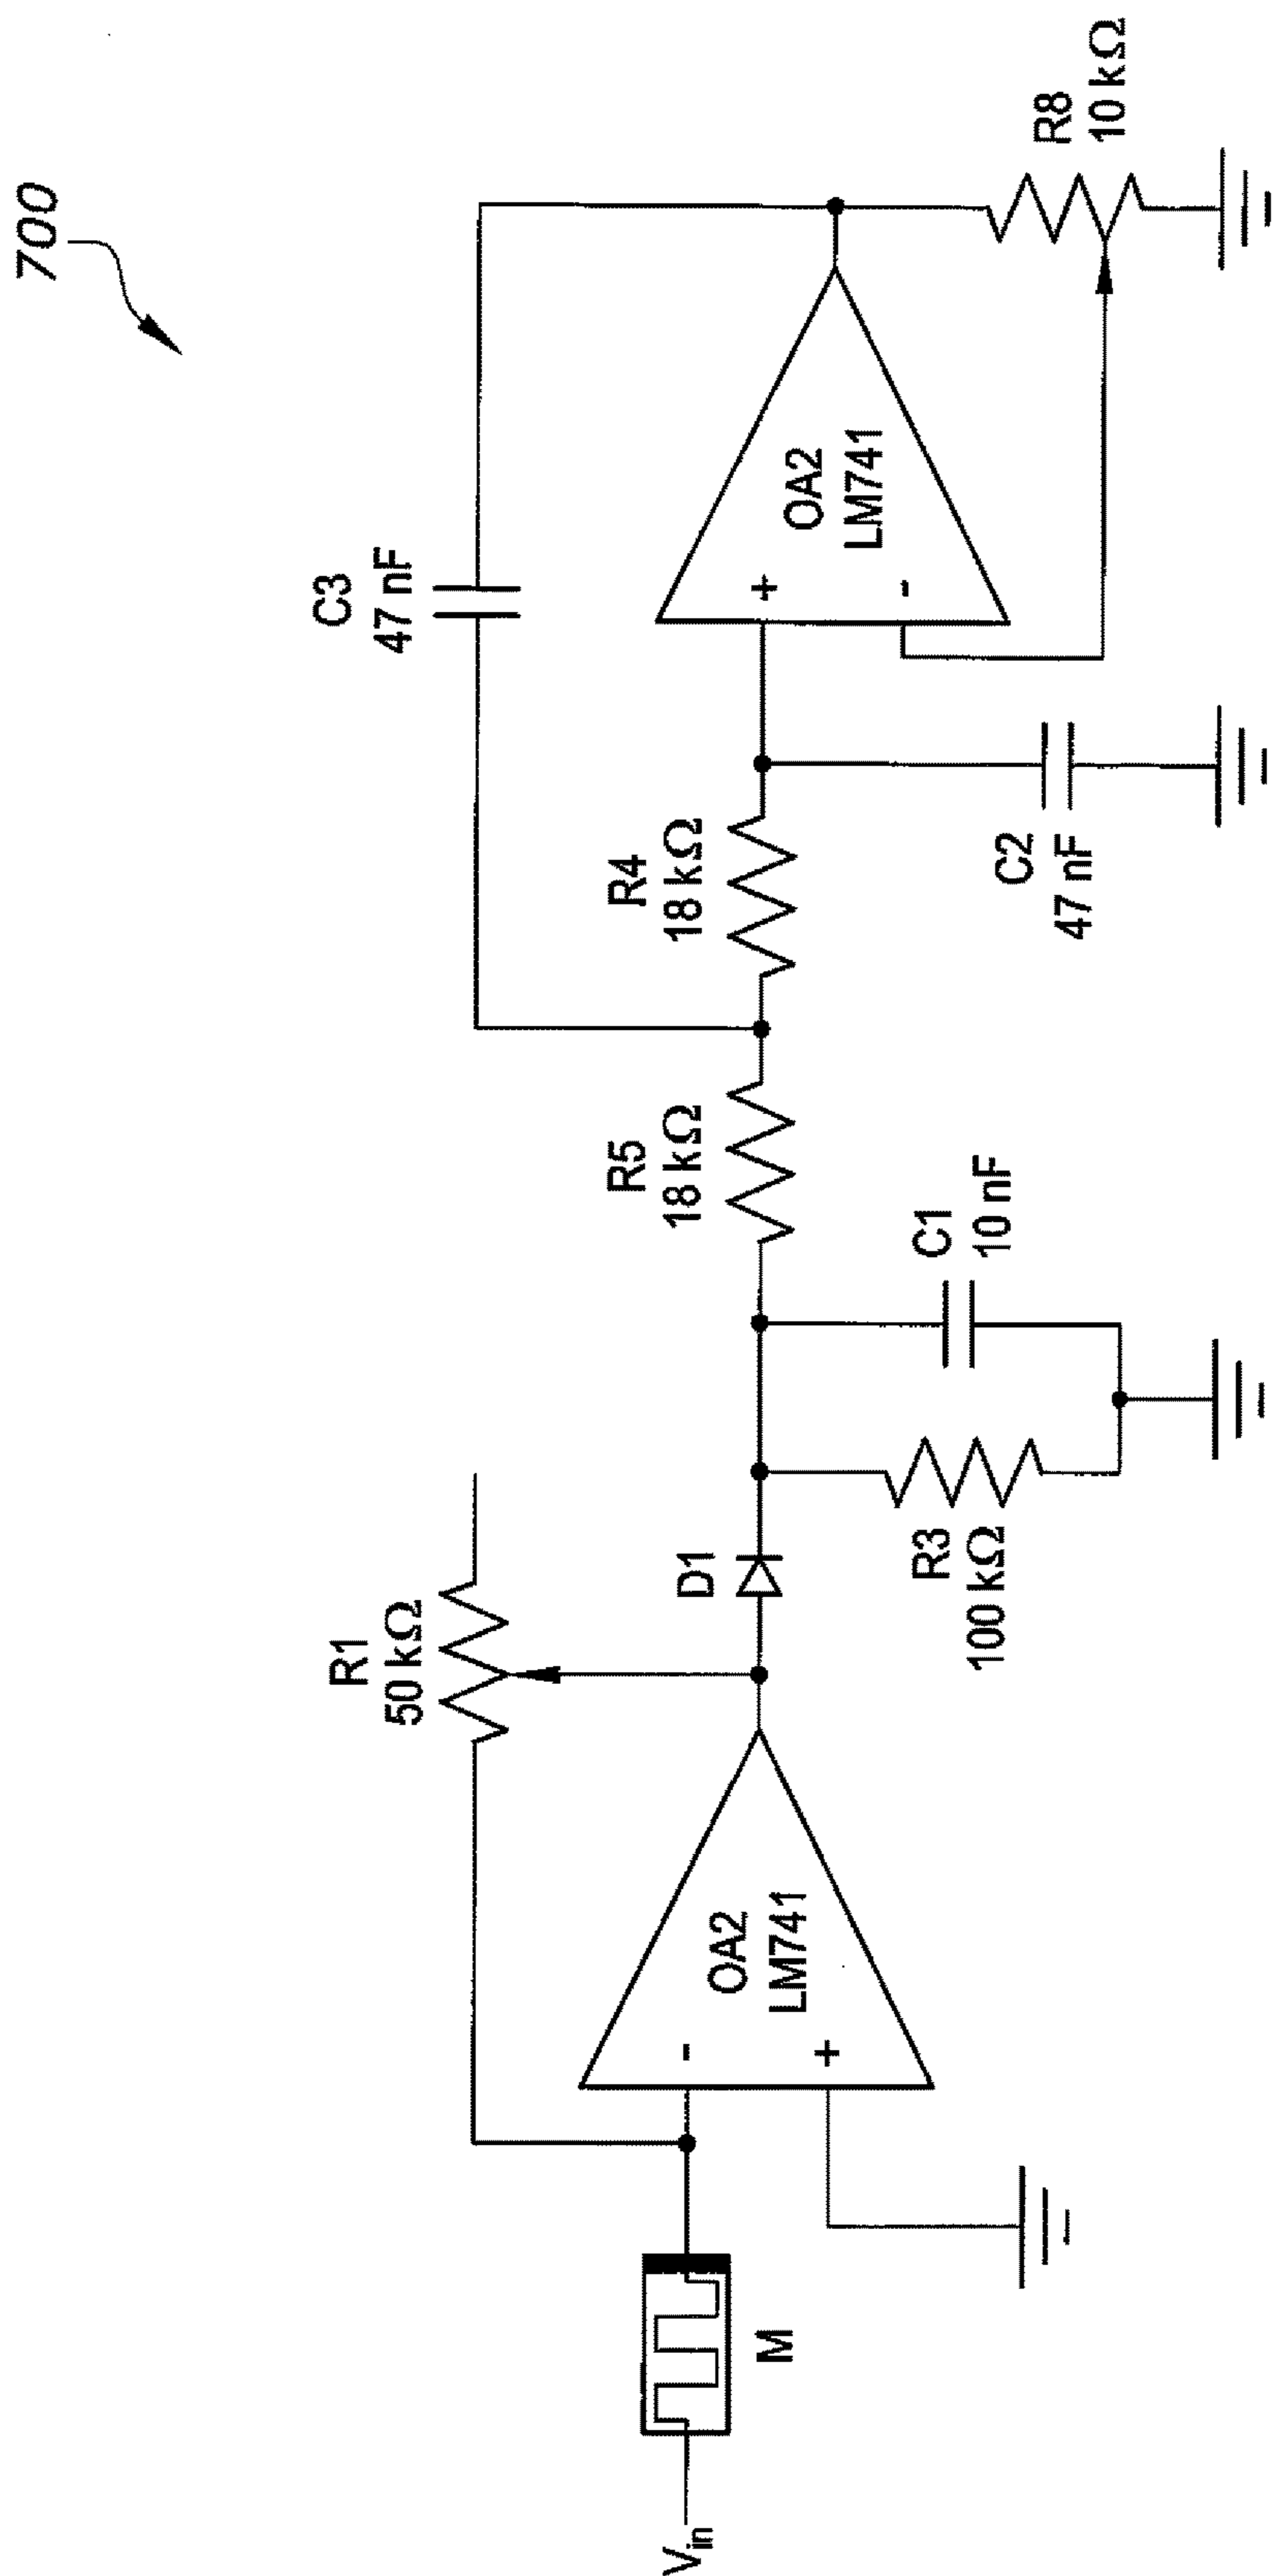 700
V_in
M
OA2
LM741
-
+
R1
50 kΩ
D1
R3
100 kΩ
C1
10 nF
R5
18 kΩ
R4
18 kΩ
C3
47 nF
C2
47 nF
OA2
LM741
+
-
R8
10 kΩ